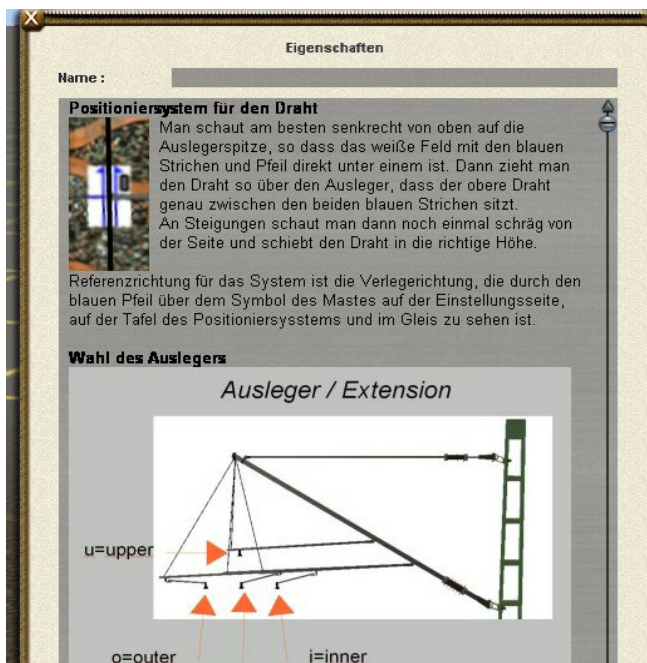 Eigenschaften
Name :
Positioniersystem für den Draht
Man schaut am besten senkrecht von oben auf die
Auslegerspitze, so dass das weiße Feld mit den blauen
Strichen und Pfeil direkt unter einem ist. Dann zieht man
den Draht so über den Ausleger, dass der obere Draht
genau zwischen den beiden blauen Strichen sitzt.
An Steigungen schaut man dann noch einmal schräg von
der Seite und schiebt den Draht in die richtige Höhe.
Referenzrichtung für das System ist die Verlegerichtung, die durch den
blauen Pfeil über dem Symbol des Mastes auf der Einstellungsseite,
auf der Tafel des Positioniersysstems und im Gleis zu sehen ist.
Wahl des Auslegers
Ausleger / Extension
u=upper
o=outer
i=inner